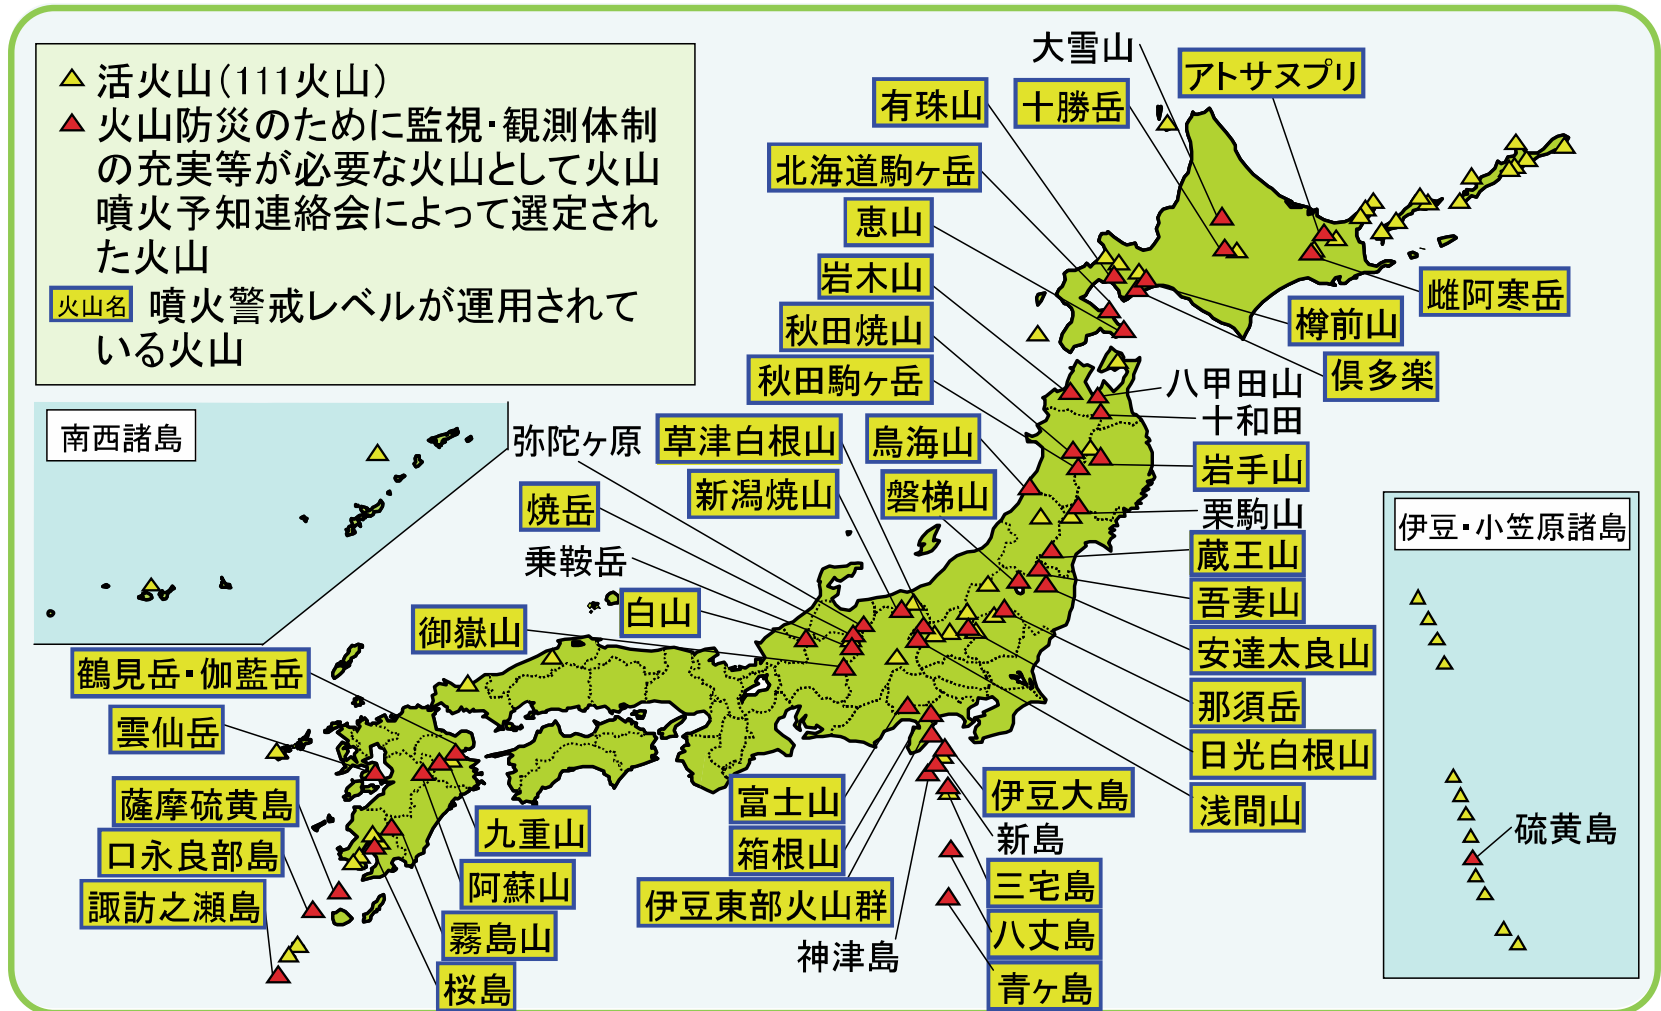 活火山（111火山）
火山防災のために監視・観測体制
の充実等が必要な火山として火山
噴火予知連絡会によって選定され
た火山
火山名 噴火警戒レベルが運用されて
いる火山
大雪山
アトサヌプリ
有珠山
十勝岳
北海道駒ヶ岳
恵山
岩木山
秋田焼山
秋田駒ヶ岳
雌阿寒岳
樽前山
倶多楽
八甲田山
十和田
岩手山
栗駒山
南西諸島
弥陀ヶ原
草津白根山
鳥海山
新潟焼山
磐梯山
焼岳
乗鞍岳
白山
御嶽山
蔵王山
吾妻山
安達太良山
那須岳
日光白根山
浅間山
伊豆・小笠原諸島
硫黄島
鶴見岳・伽藍岳
雲仙岳
薩摩硫黄島
口永良部島
諏訪之瀬島
九重山
阿蘇山
霧島山
桜島
富士山
箱根山
伊豆東部火山群
神津島
伊豆大島
新島
三宅島
八丈島
青ヶ島